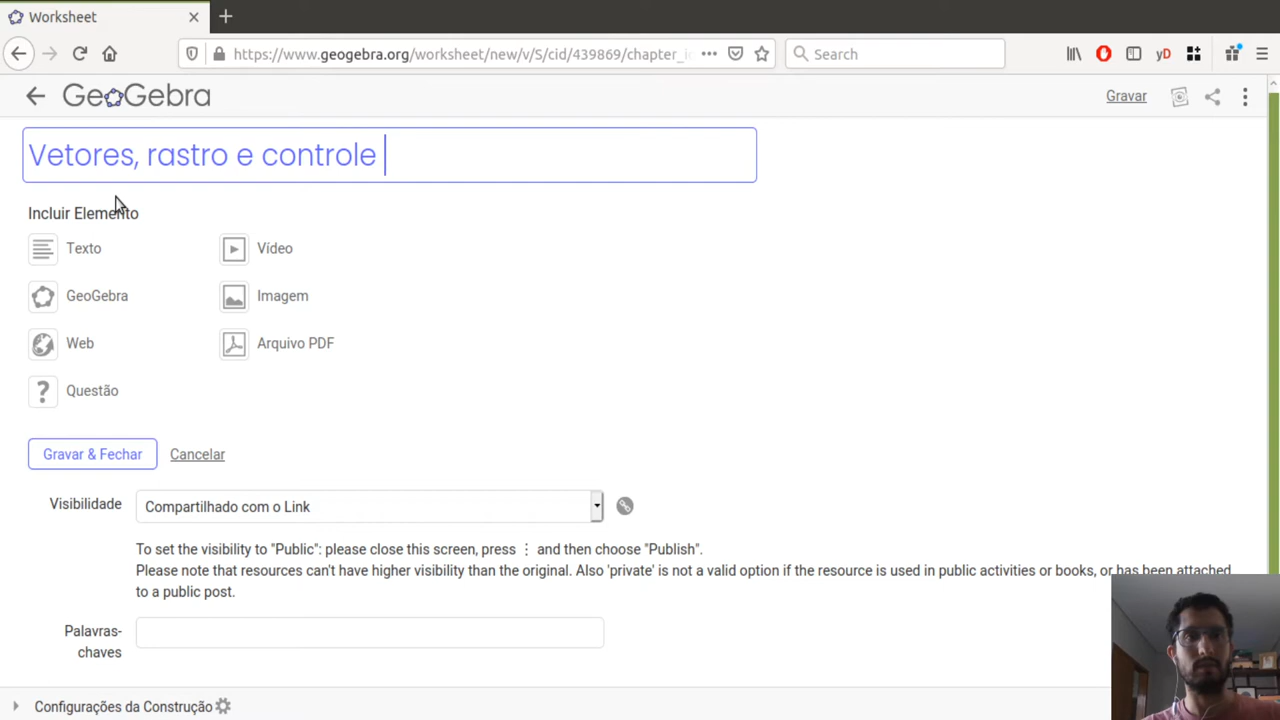 Worksheet
https://www.geogebra.org/worksheet/new/v/S/cid/439869/chapter_
Search
yD
GeoGebra
Gravar
Vetores, rastro e controle
Incluir Elemento
Texto
Vídeo
GeoGebra
Imagem
Web
Arquivo PDF
Questão
Gravar & Fechar
Cancelar
Visibilidade
Compartilhado com o Link
To set the visibility to "Public": please close this screen, press ⋮ and then choose "Publish".
Please note that resources can't have higher visibility than the original. Also 'private' is not a valid option if the resource is used in public activities or books, or has been attached
to a public post.
Palavras-
chaves
Configurações da Construção